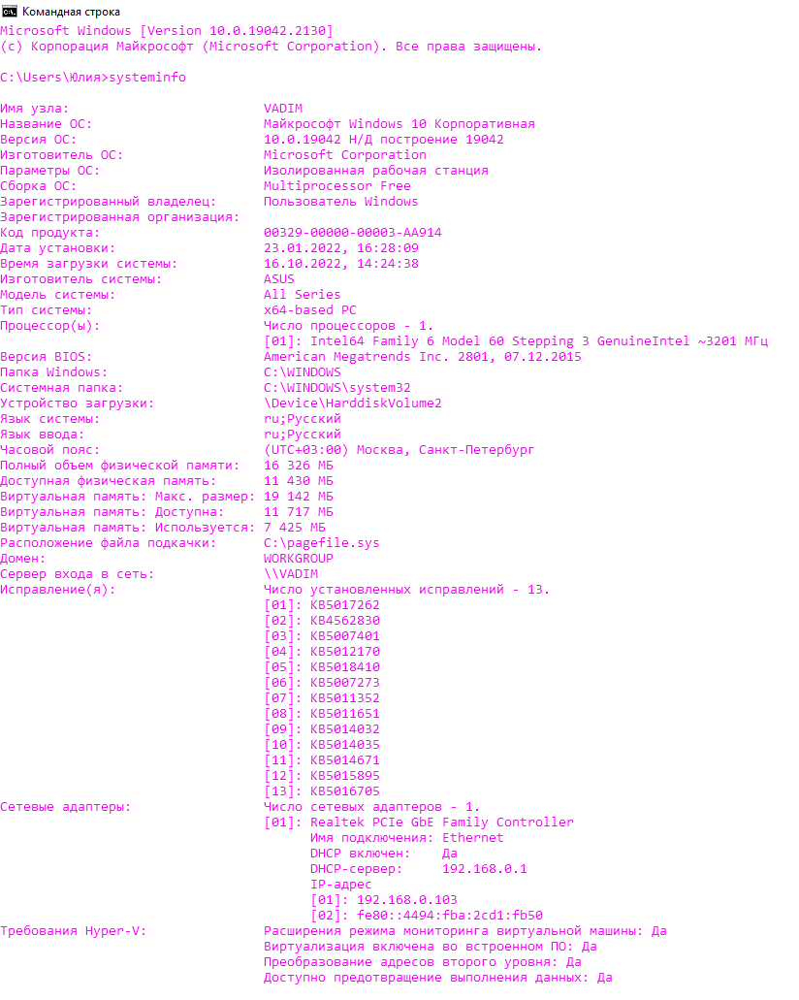 Командная строка
Microsoft Windows [Version 10.0.19042.2130]
(c) Корпорация Майкрософт (Microsoft Corporation). Все права защищены.
C:\Users\Юлия>systeminfo
Имя узла: VADIM
Название ОС: Майкрософт Windows 10 Корпоративная
Версия ОС: 10.0.19042 Н/Д построение 19042
Изготовитель ОС: Microsoft Corporation
Параметры ОС: Изолированная рабочая станция
Сборка ОС: Multiprocessor Free
Зарегистрированный владелец: Пользователь Windows
Зарегистрированная организация:
Код продукта: 00329-00000-00003-AA914
Дата установки: 23.01.2022, 16:28:09
Время загрузки системы: 16.10.2022, 14:24:38
Изготовитель системы: ASUS
Модель системы: All Series
Тип системы: x64-based PC
Процессор(ы): Число процессоров - 1.
[01]: Intel64 Family 6 Model 60 Stepping 3 GenuineIntel ~3201 МГц
Версия BIOS: American Megatrends Inc. 2801, 07.12.2015
Папка Windows: C:\WINDOWS
Системная папка: C:\WINDOWS\system32
Устройство загрузки: \Device\HarddiskVolume2
Язык системы: ru;Русский
Язык ввода: ru;Русский
Часовой пояс: (UTC+03:00) Москва, Санкт-Петербург
Полный объем физической памяти: 16 326 МБ
Доступная физическая память: 11 430 МБ
Виртуальная память: Макс. размер: 19 142 МБ
Виртуальная память: Доступна: 11 717 МБ
Виртуальная память: Используется: 7 425 МБ
Расположение файла подкачки: C:\pagefile.sys
Домен: WORKGROUP
Сервер входа в сеть: \\VADIM
Исправление(я): Число установленных исправлений - 13.
[01]: KB5017262
[02]: KB4562830
[03]: KB5007401
[04]: KB5012170
[05]: KB5018410
[06]: KB5007273
[07]: KB5011352
[08]: KB5011651
[09]: KB5014032
[10]: KB5014035
[11]: KB5014671
[12]: KB5015895
[13]: KB5016705
Сетевые адаптеры: Число сетевых адаптеров - 1.
[01]: Realtek PCIe GbE Family Controller
Имя подключения: Ethernet
DHCP включен: Да
DHCP-сервер: 192.168.0.1
IP-адрес
[01]: 192.168.0.103
[02]: fe80::4494:fba:2cd1:fb50
Требования Hyper-V: Расширения режима мониторинга виртуальной машины: Да
Виртуализация включена во встроенном ПО: Да
Преобразование адресов второго уровня: Да
Доступно предотвращение выполнения данных: Да